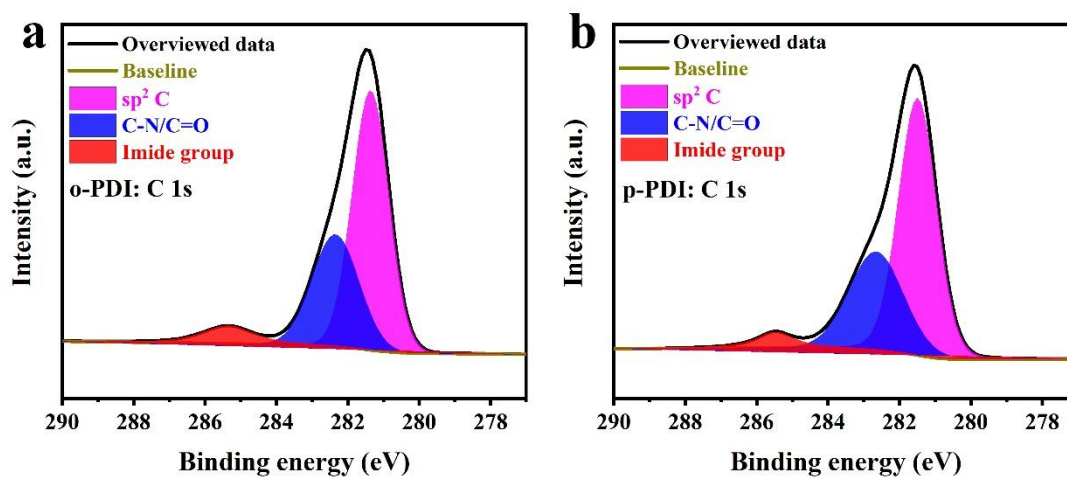 a
Overviewed data
Baseline
sp² C
C-N/C=O
Imide group
o-PDI: C 1s
Intensity (a.u.)
290 288 286 284 282 280 278
Binding energy (eV)
b
Overviewed data
Baseline
sp² C
C-N/C=O
Imide group
p-PDI: C 1s
Intensity (a.u.)
290 288 286 284 282 280 278
Binding energy (eV)